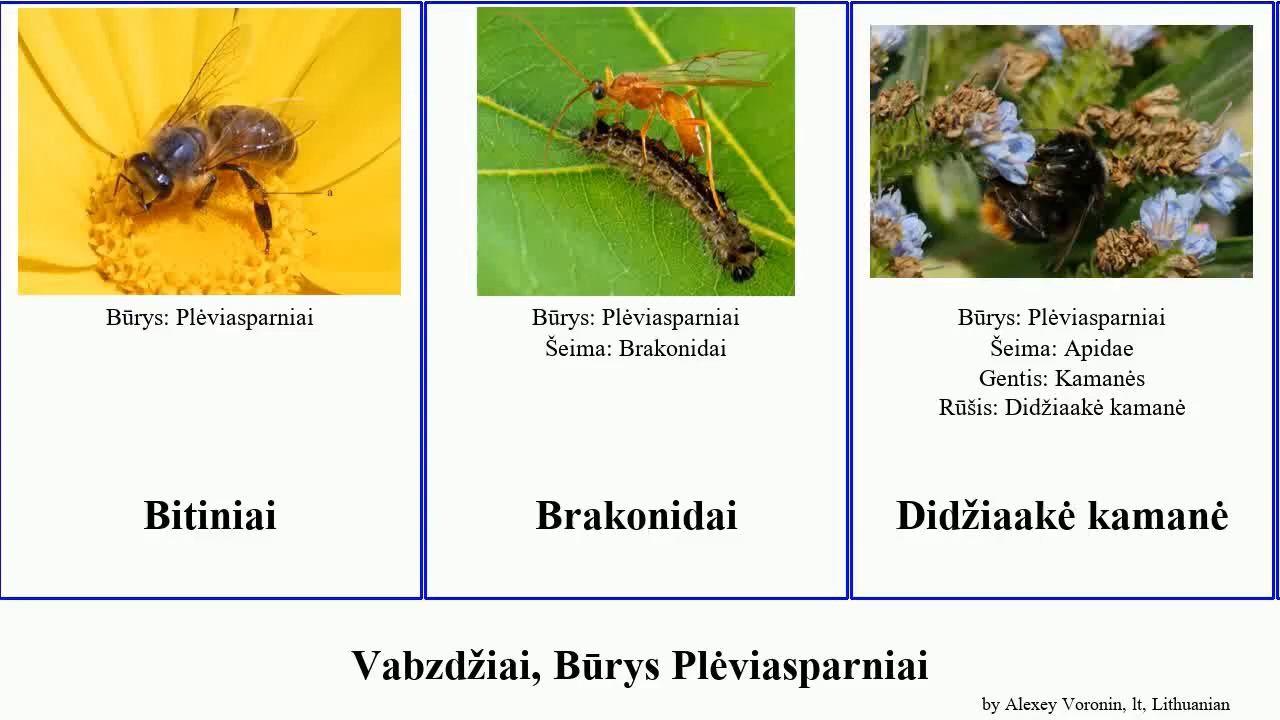 a
Būrys: Plėviasparniai
Bitiniai
Būrys: Plėviasparniai
Šeima: Brakonidai
Brakonidai
Būrys: Plėviasparniai
Šeima: Apidae
Gentis: Kamanės
Rūšis: Didžiaakė kamanė
Didžiaakė kamanė
Vabzdžiai, Būrys Plėviasparniai
by Alexey Voronin, lt, Lithuanian